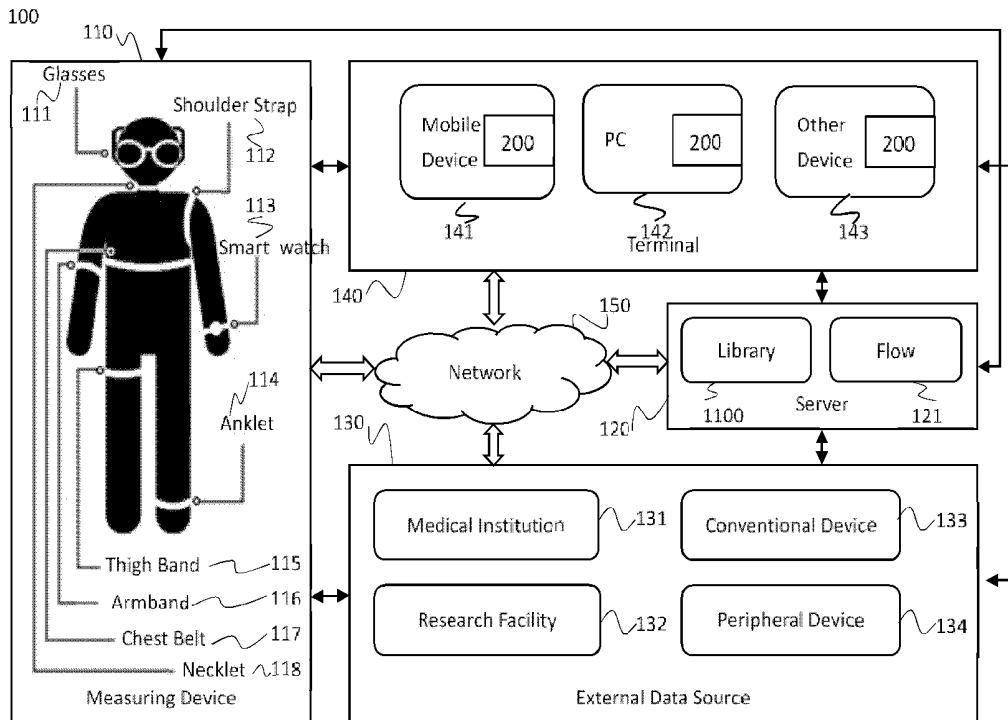 100
110
Glasses
111
Shoulder Strap
112
113
Smart watch
114
Anklet
Thigh Band
115
Armband
116
Chest Belt
117
Necklet
118
Measuring Device
Mobile
Device
200
141
PC
200
142
Other
Device
200
143
Terminal
140
150
Network
Library
1100
Flow
121
Server
120
130
Medical Institution
131
Conventional Device
133
Research Facility
132
Peripheral Device
134
External Data Source